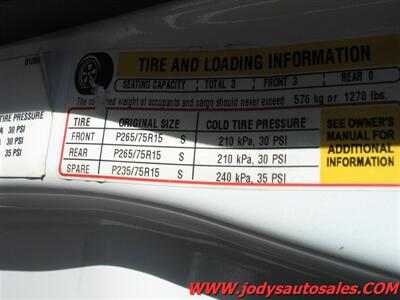 TIRE AND LOADING INFORMATION
SEATING CAPACITY TOTAL 3 FRONT 3 REAR 0
The combined weight of occupants and cargo should never exceed 576 kg or 1270 lbs.
TIRE ORIGINAL SIZE COLD TIRE PRESSURE
FRONT P265/75R15 S 210 kPa, 30 PSI
REAR P265/75R15 S 210 kPa, 30 PSI
SPARE P235/75R15 S 240 kPa, 35 PSI
SEE OWNER'S
MANUAL FOR
ADDITIONAL
INFORMATION
TIRE PRESSURE
30 PSI
30 PSI
35 PSI
www.jodysautosales.com